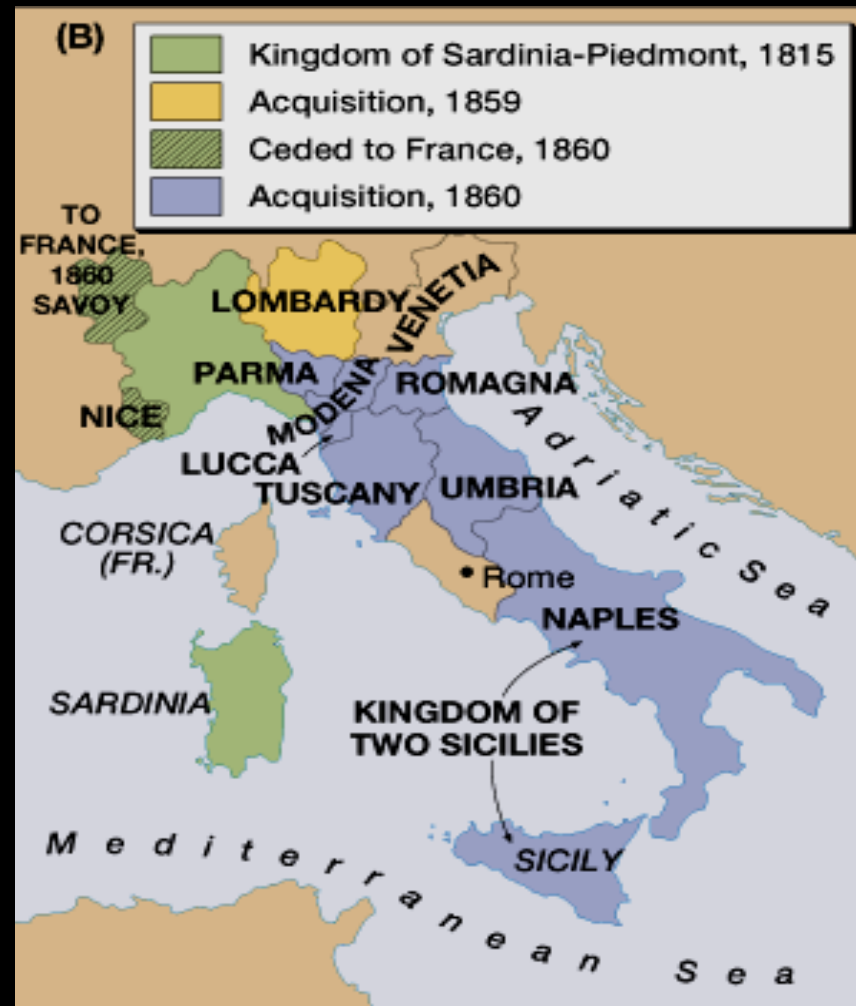 (B)
Kingdom of Sardinia-Piedmont, 1815
Acquisition, 1859
Ceded to France, 1860
Acquisition, 1860
TO
FRANCE,
1860
SAVOY
LOMBARDY
VENETIA
PARMA
MODENA
ROMAGNA
NICE
LUCCA
TUSCANY
UMBRIA
Adriatic Sea
CORSICA
(FR.)
Rome
NAPLES
SARDINIA
KINGDOM OF
TWO SICILIES
SICILY
Mediterranean Sea